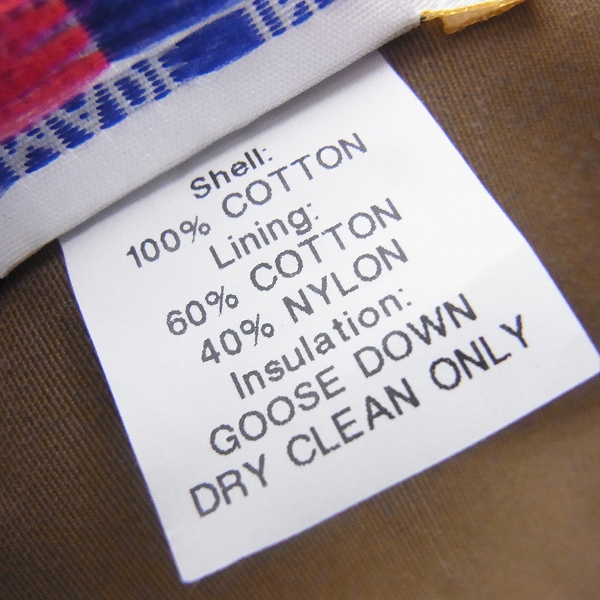 Shell:
100% COTTON
Lining:
60% COTTON
40% NYLON
Insulation:
GOOSE DOWN
DRY CLEAN ONLY